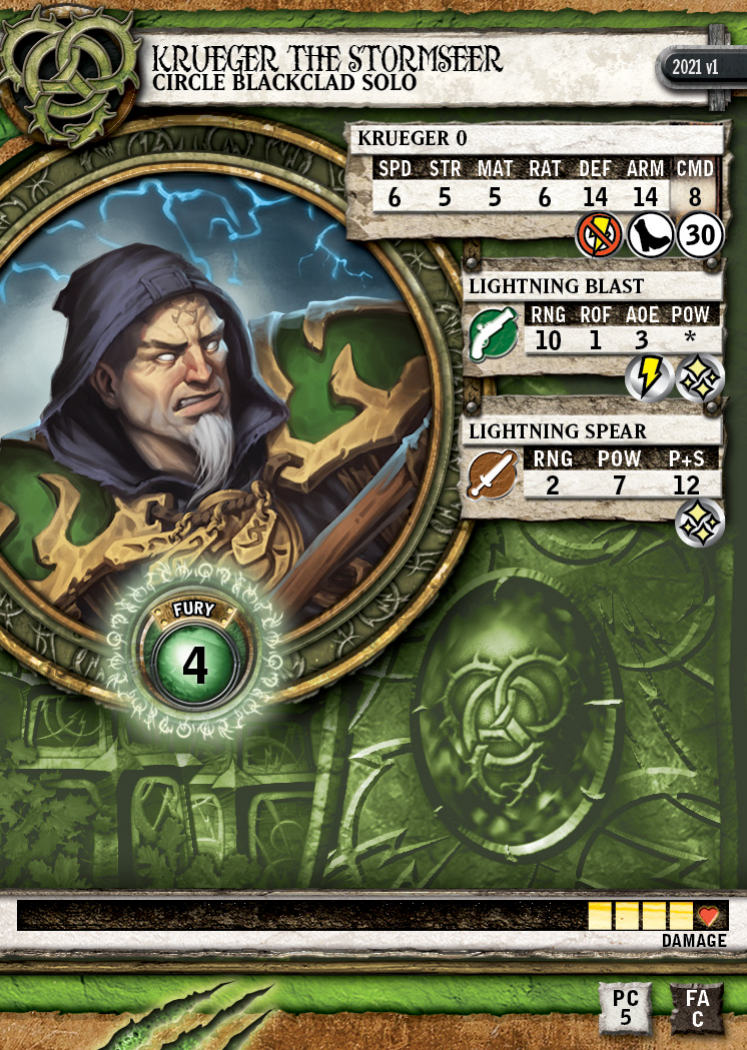 KRUEGER THE STORMSEER
CIRCLE BLACKCLAD SOLO
2021 v1
KRUEGER 0
SPD STR MAT RAT DEF ARM CMD
6 5 5 6 14 14 8
30
LIGHTNING BLAST
RNG ROF AOE POW
10 1 3 *
LIGHTNING SPEAR
RNG POW P+S
2 7 12
FURY
4
DAMAGE
PC FA
5 C